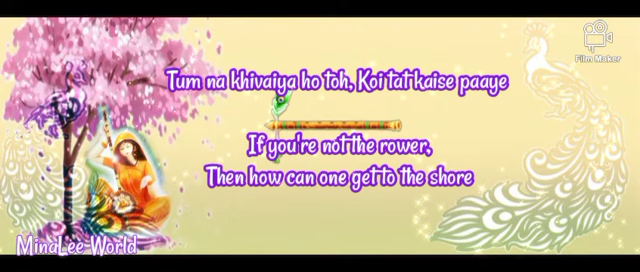 Film Maker
Tum na khivaiya ho toh, Koi tat kaise paaye
If you're not the rower,
Then how can one get to the shore
MinaLee World